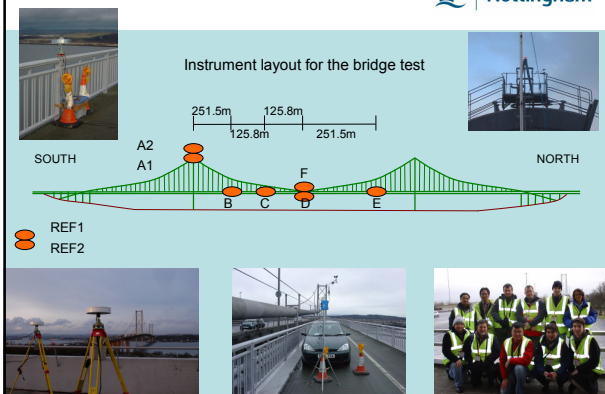 Nottingham
Instrument layout for the bridge test
251.5m 125.8m
125.8m 251.5m
A2
SOUTH A1 NORTH
F
B C D E
REF1
REF2